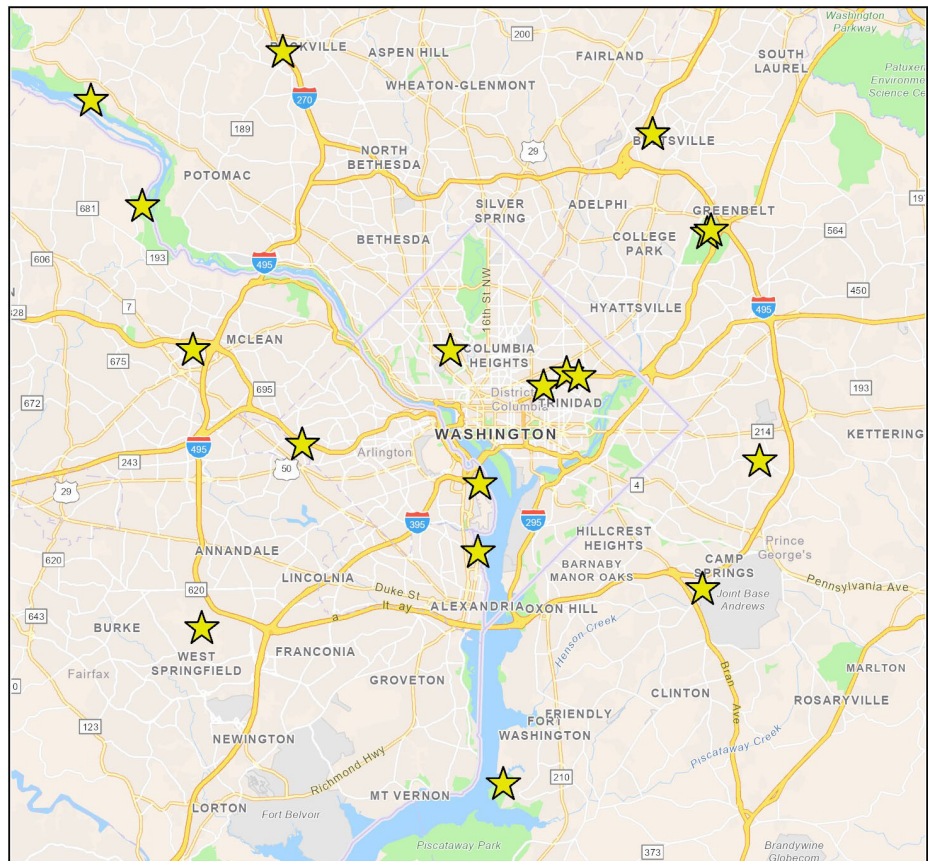 Washington
Parkway
200
ASPEN HILL
FAIRLAND
SOUTH
LAUREL
WHEATON-GLENMONT
270
189
29
NORTH
BETHESDA
POTOMAC
SILVER
SPRING
ADELPHI
GREENBELT
681
BETHESDA
COLLEGE
PARK
564
193
606
495
16th St NW
450
7
HYATTSVILLE
495
MCLEAN
COLUMBIA
HEIGHTS
675
695
193
672
District
Columbia
TRINIDAD
WASHINGTON
214
KETTERING
495
Arlington
243
50
29
4
395
295
HILLCREST
HEIGHTS
Prince
George's
ANNANDALE
620
BARNABY
MANOR OAKS
CAMP
SPRINGS
LINCOLNIA
Duke St
Pennsylvania Ave
620
Joint Base
Andrews
643
ALEXANDRIA
OXON HILL
BURKE
Henson Creek
WEST
SPRINGFIELD
FRANCONIA
MARLTON
Fairfax
GROVETON
CLINTON
ROSARYVILLE
Bran Ave
FRIENDLY
FORT
WASHINGTON
123
NEWINGTON
Piscataway Creek
Richmond Hwy
210
MT VERNON
LORTON
Fort Belvoir
Piscataway Park
373
Brandywine
Globecom